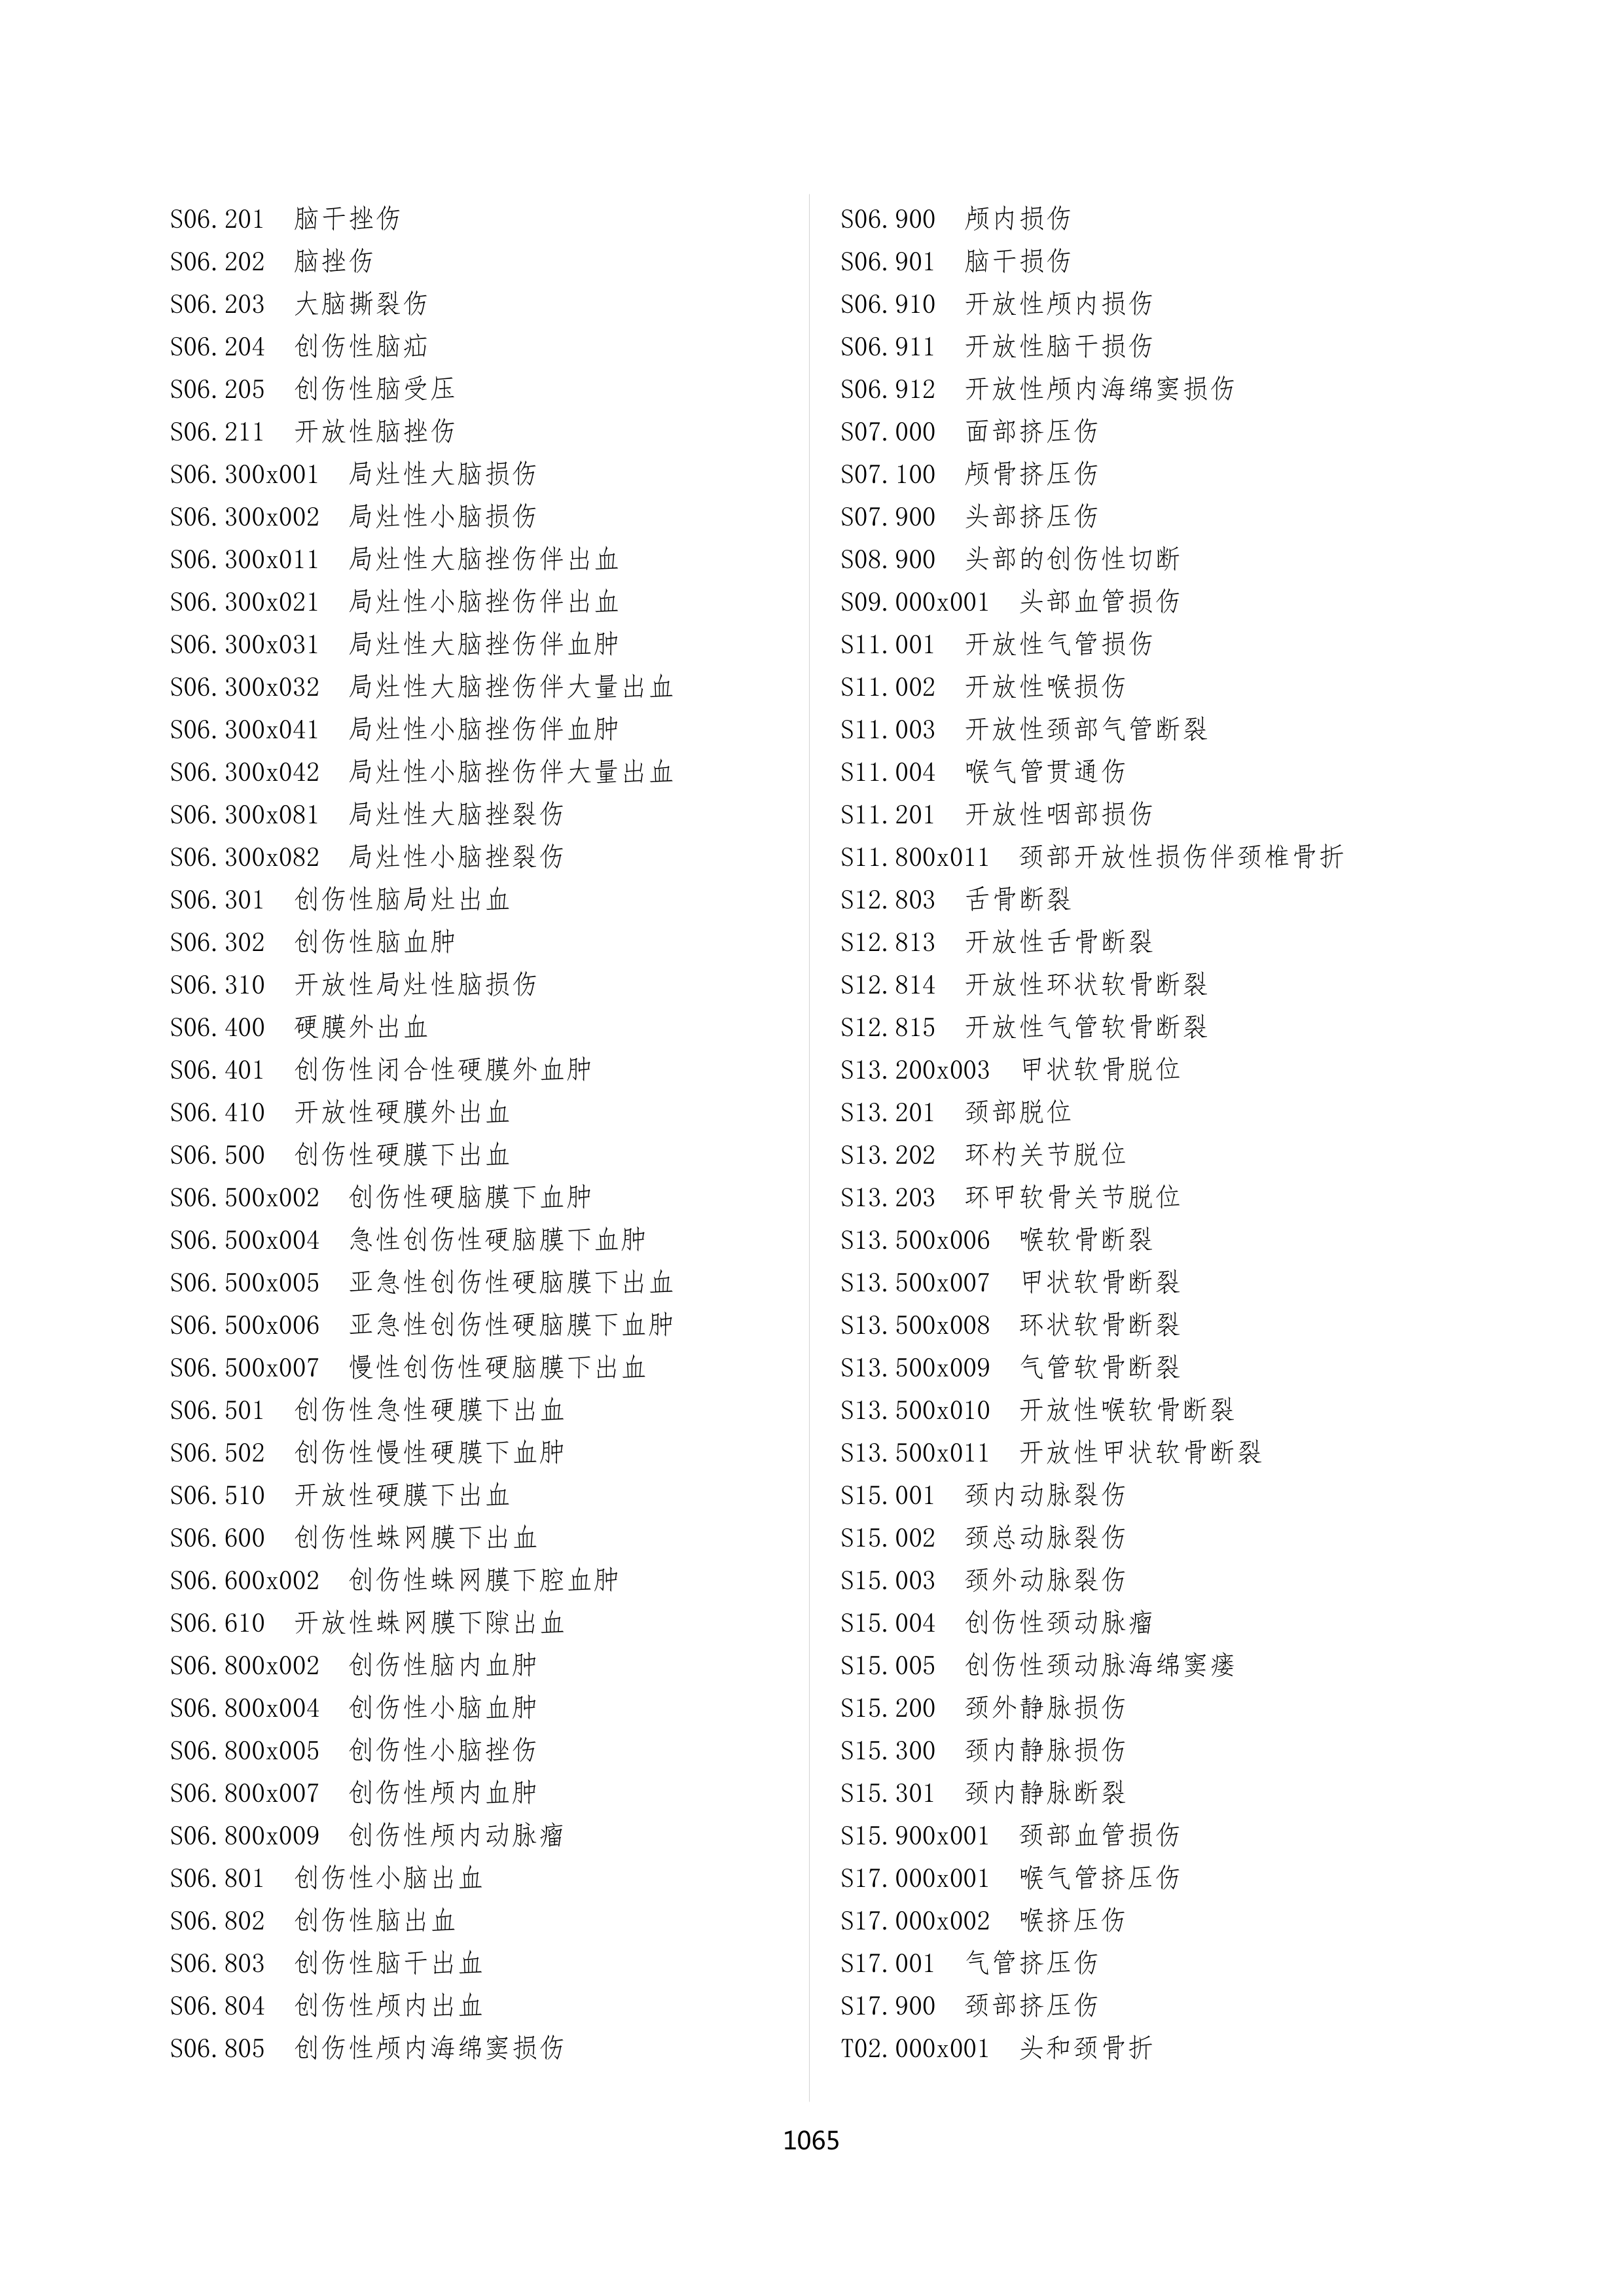 S06.201 脑干挫伤
S06.202 脑挫伤
S06.203 大脑撕裂伤
S06.204 创伤性脑疝
S06.205 创伤性脑受压
S06.211 开放性脑挫伤
S06.300x001 局灶性大脑损伤
S06.300x002 局灶性小脑损伤
S06.300x011 局灶性大脑挫伤伴出血
S06.300x021 局灶性小脑挫伤伴出血
S06.300x031 局灶性大脑挫伤伴血肿
S06.300x032 局灶性大脑挫伤伴大量出血
S06.300x041 局灶性小脑挫伤伴血肿
S06.300x042 局灶性小脑挫伤伴大量出血
S06.300x081 局灶性大脑挫裂伤
S06.300x082 局灶性小脑挫裂伤
S06.301 创伤性脑局灶出血
S06.302 创伤性脑血肿
S06.310 开放性局灶性脑损伤
S06.400 硬膜外出血
S06.401 创伤性闭合性硬膜外血肿
S06.410 开放性硬膜外出血
S06.500 创伤性硬膜下出血
S06.500x002 创伤性硬脑膜下血肿
S06.500x004 急性创伤性硬脑膜下血肿
S06.500x005 亚急性创伤性硬脑膜下出血
S06.500x006 亚急性创伤性硬脑膜下血肿
S06.500x007 慢性创伤性硬脑膜下出血
S06.501 创伤性急性硬膜下出血
S06.502 创伤性慢性硬膜下血肿
S06.510 开放性硬膜下出血
S06.600 创伤性蛛网膜下出血
S06.600x002 创伤性蛛网膜下腔血肿
S06.610 开放性蛛网膜下隙出血
S06.800x002 创伤性脑内血肿
S06.800x004 创伤性小脑血肿
S06.800x005 创伤性小脑挫伤
S06.800x007 创伤性颅内血肿
S06.800x009 创伤性颅内动脉瘤
S06.801 创伤性小脑出血
S06.802 创伤性脑出血
S06.803 创伤性脑干出血
S06.804 创伤性颅内出血
S06.805 创伤性颅内海绵窦损伤
S06.900 颅内损伤
S06.901 脑干损伤
S06.910 开放性颅内损伤
S06.911 开放性脑干损伤
S06.912 开放性颅内海绵窦损伤
S07.000 面部挤压伤
S07.100 颅骨挤压伤
S07.900 头部挤压伤
S08.900 头部的创伤性切断
S09.000x001 头部血管损伤
S11.001 开放性气管损伤
S11.002 开放性喉损伤
S11.003 开放性颈部气管断裂
S11.004 喉气管贯通伤
S11.201 开放性咽部损伤
S11.800x011 颈部开放性损伤伴颈椎骨折
S12.803 舌骨断裂
S12.813 开放性舌骨断裂
S12.814 开放性环状软骨断裂
S12.815 开放性气管软骨断裂
S13.200x003 甲状软骨脱位
S13.201 颈部脱位
S13.202 环杓关节脱位
S13.203 环甲软骨关节脱位
S13.500x006 喉软骨断裂
S13.500x007 甲状软骨断裂
S13.500x008 环状软骨断裂
S13.500x009 气管软骨断裂
S13.500x010 开放性喉软骨断裂
S13.500x011 开放性甲状软骨断裂
S15.001 颈内动脉裂伤
S15.002 颈总动脉裂伤
S15.003 颈外动脉裂伤
S15.004 创伤性颈动脉瘤
S15.005 创伤性颈动脉海绵窦瘘
S15.200 颈外静脉损伤
S15.300 颈内静脉损伤
S15.301 颈内静脉断裂
S15.900x001 颈部血管损伤
S17.000x001 喉气管挤压伤
S17.000x002 喉挤压伤
S17.001 气管挤压伤
S17.900 颈部挤压伤
T02.000x001 头和颈骨折
1065